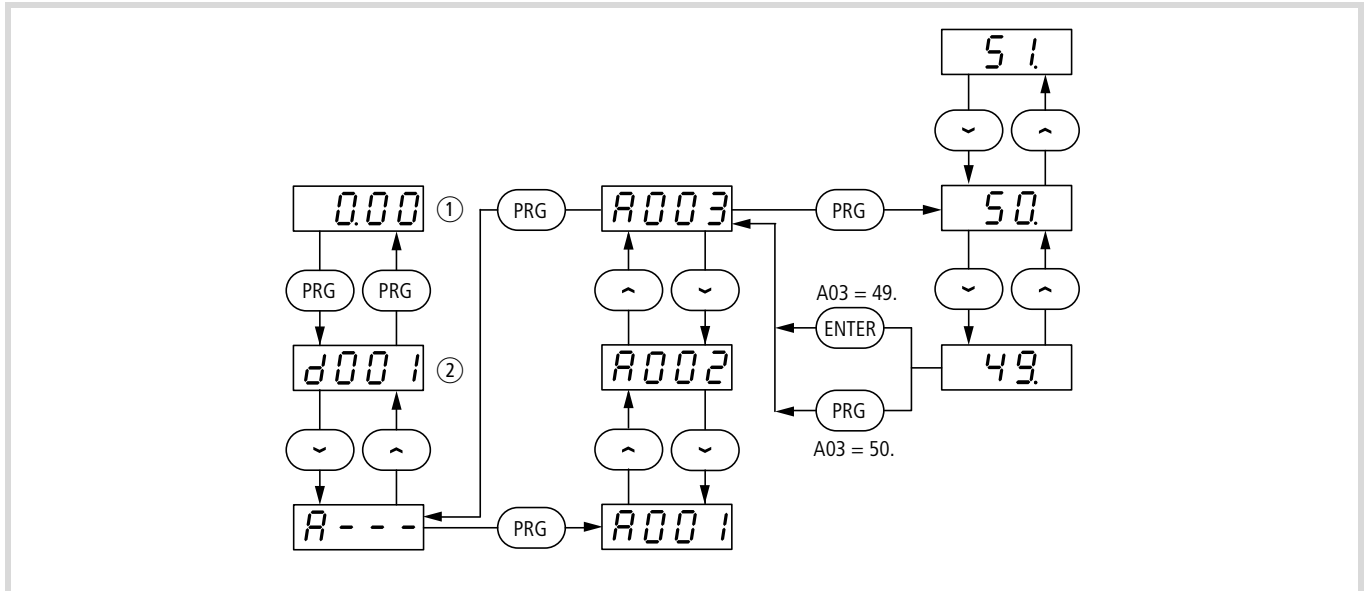 51.
0.00 ① PRG A003 PRG 50.
PRG PRG
A03 = 49.
ENTER
d001 ② A002 49.
PRG
A03 = 50.
A--- PRG A001